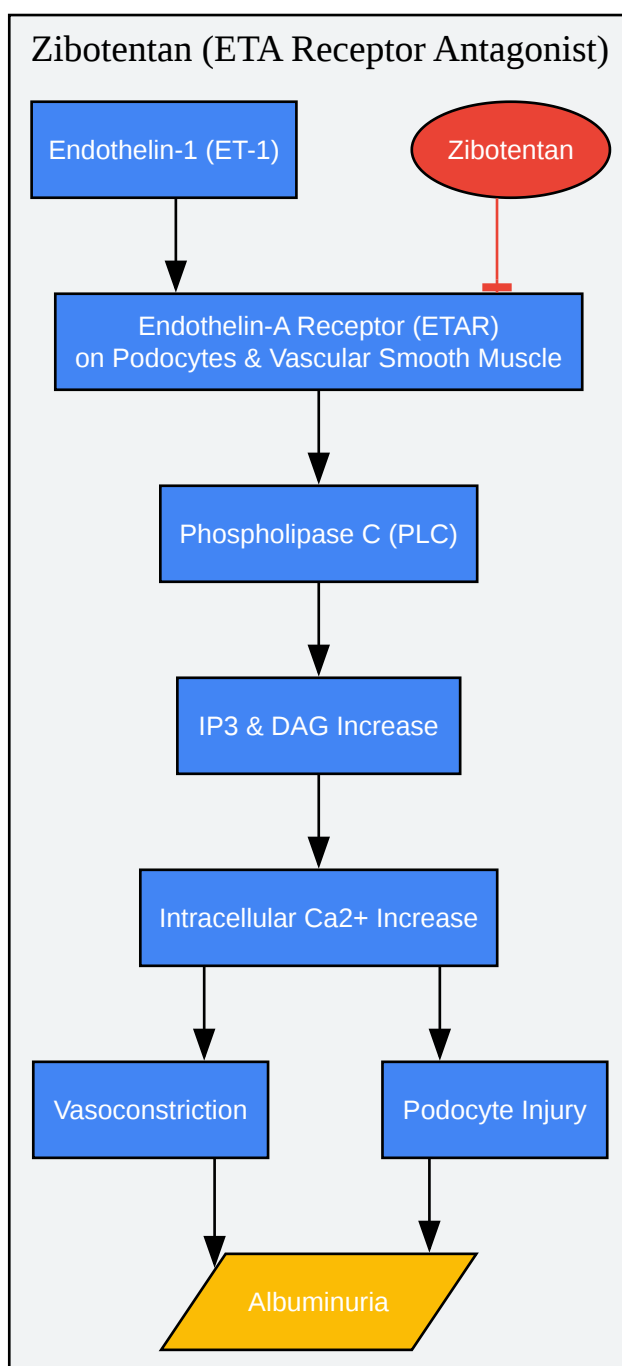 Zibotentan (ETA Receptor Antagonist)
Endothelin-1 (ET-1)
Zibotentan
Endothelin-A Receptor (ETAR)
on Podocytes & Vascular Smooth Muscle
Phospholipase C (PLC)
IP3 & DAG Increase
Intracellular Ca2+ Increase
Vasoconstriction
Podocyte Injury
Albuminuria